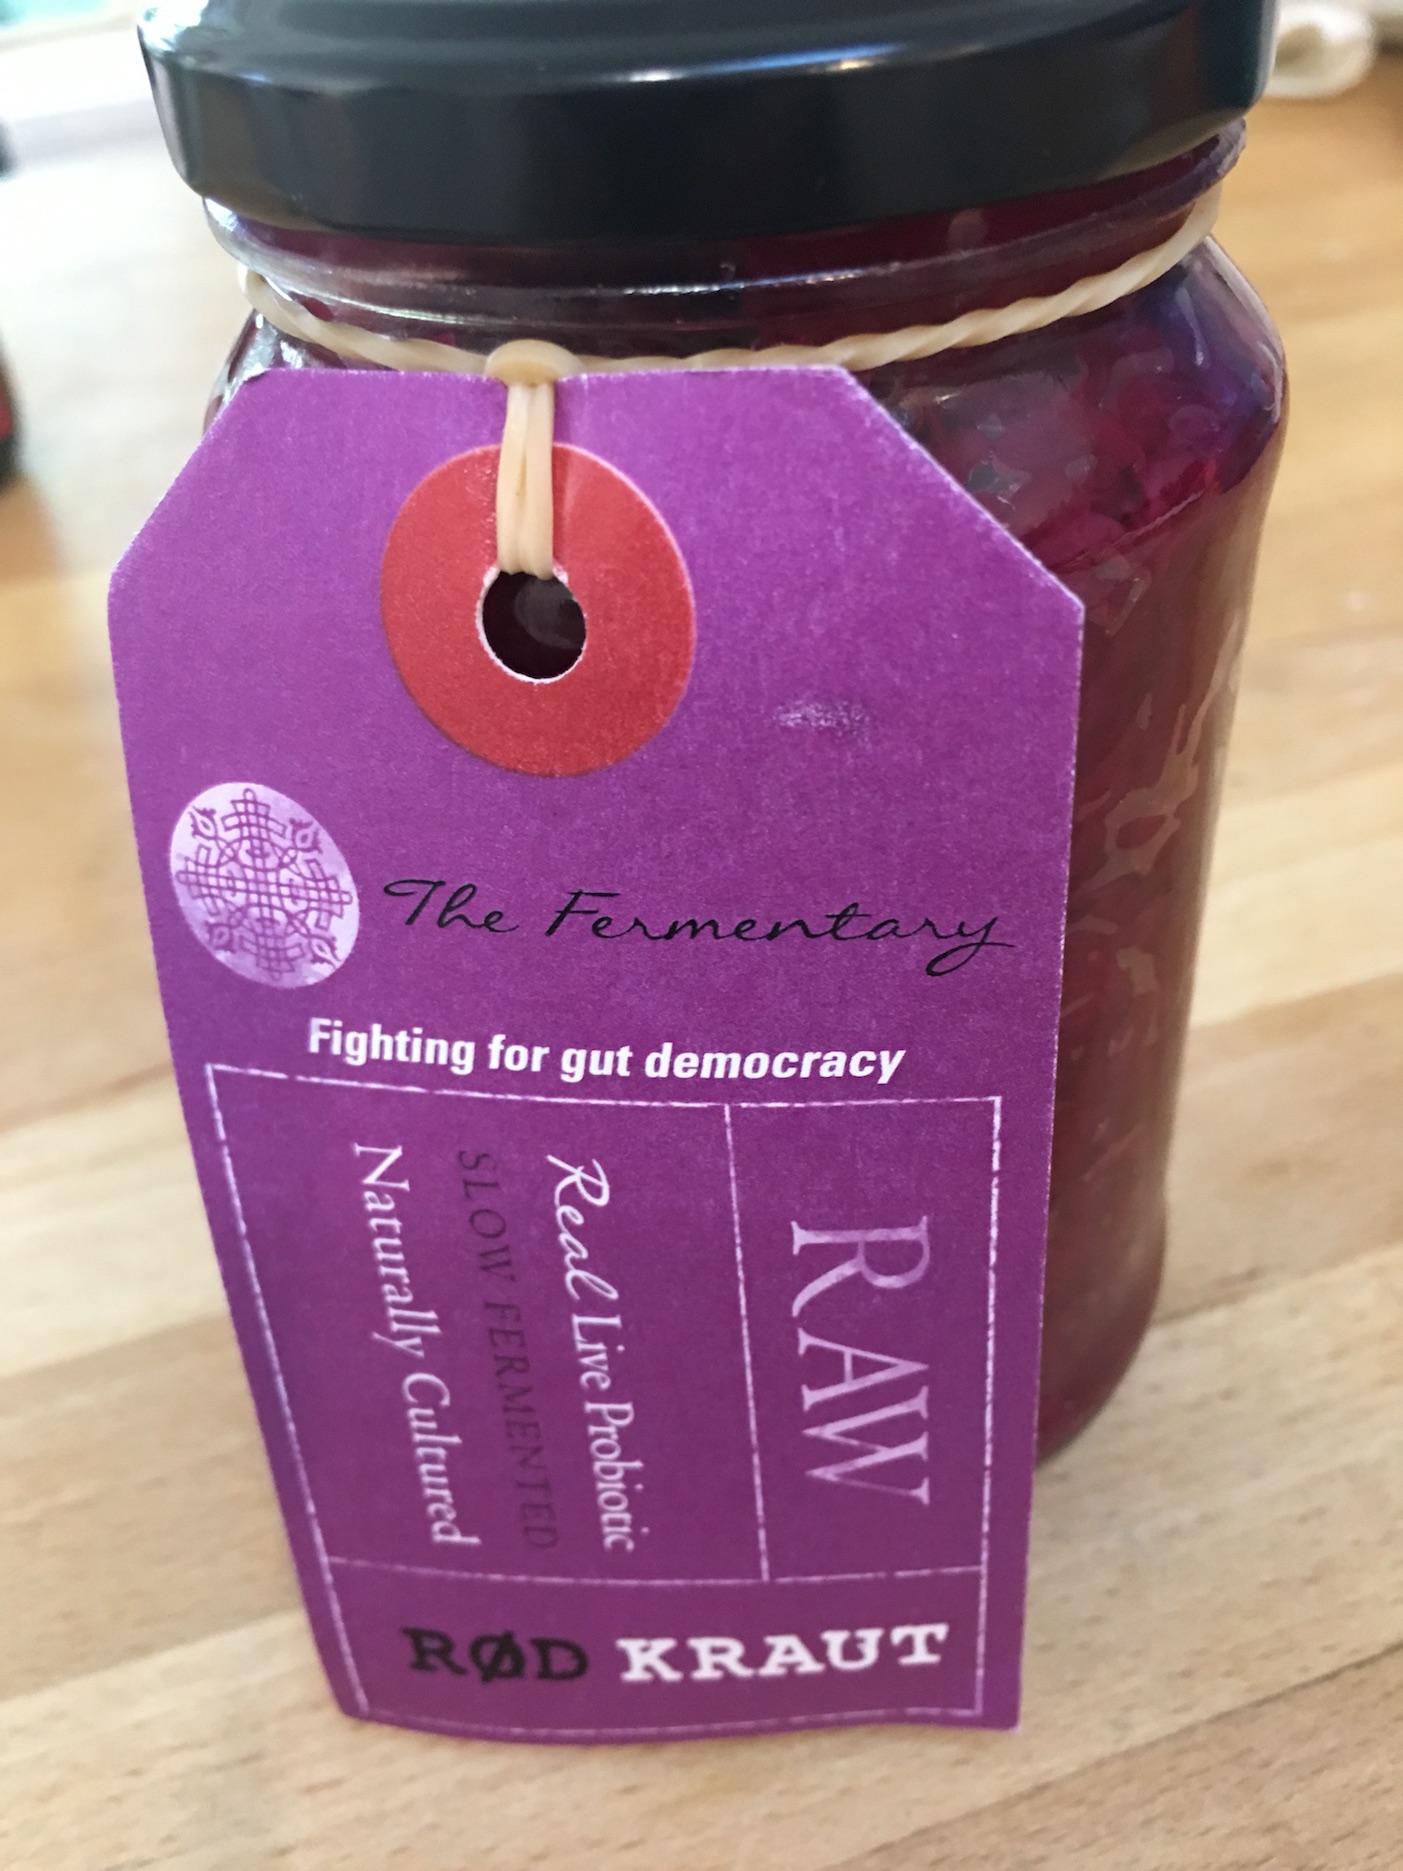 The Fermentary
Fighting for gut democracy
RAW
Real Live Probiotic
SLOW FERMENTED
Naturally Cultured
RØD KRAUT